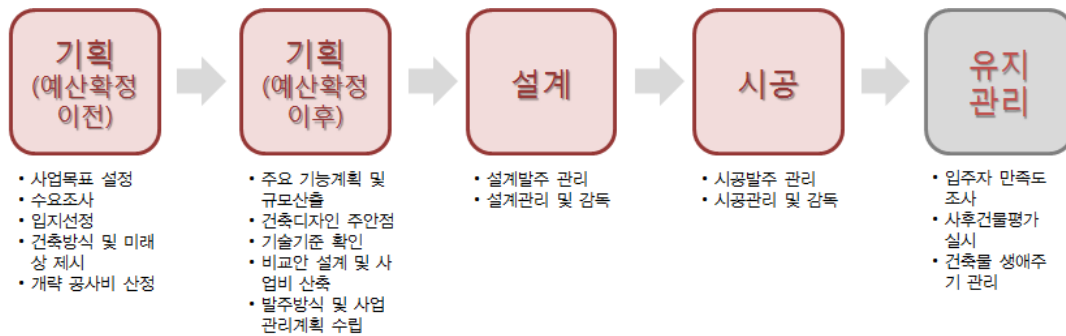 기획
(예산확정
이전)
• 사업목표 설정
• 수요조사
• 입지선정
• 건축방식 및 미래
상 제시
• 개략 공사비 산정
기획
(예산확정
이후)
• 주요 기능계획 및
규모산출
• 건축디자인 주안점
• 기술기준 확인
• 비교안 설계 및 사
업비 산축
• 발주방식 및 사업
관리계획 수립
설계
• 설계발주 관리
• 설계관리 및 감독
시공
• 시공발주 관리
• 시공관리 및 감독
유지
관리
• 입주자 만족도
조사
• 사후건물평가
실시
• 건축물 생애주
기 관리